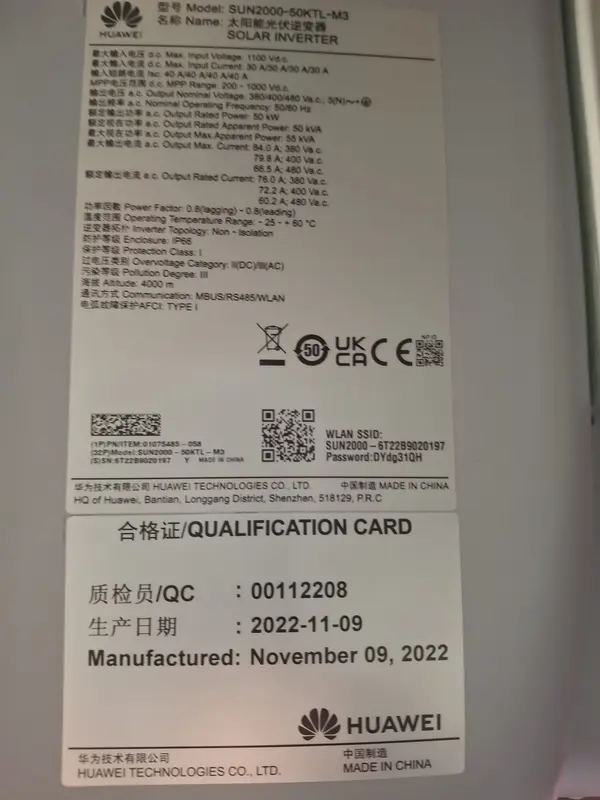 型号 Model: SUN2000-50KTL-M3
名称 Name: 太阳能光伏逆变器
SOLAR INVERTER
HUAWEI
最大输入电压 d.c. Max. Input Voltage: 1100 Vd.c.
最大输入电流 d.c. Max. Input Current: 30 A/30 A/30 A/30 A
输入短路电流 Isc: 40 A/40 A/40 A/40 A
MPP电压范围 d.c. MPP Range: 200 - 1000 Vd.c.
输出电压 a.c. Output Nominal Voltage: 380/400/480 Va.c., 3(N)~+
输出频率 a.c. Nominal Operating Frequency: 50/60 Hz
额定输出功率 a.c. Output Rated Power: 50 kW
额定视在功率 a.c. Output Rated Apparent Power: 50 kVA
最大视在功率 a.c. Output Max.Apparent Power: 55 kVA
最大输出电流 a.c. Output Max. Current: 84.0 A; 380 Va.c.
79.8 A; 400 Va.c.
66.5 A; 480 Va.c.
额定输出电流 a.c. Output Rated Current: 76.0 A; 380 Va.c.
72.2 A; 400 Va.c.
60.2 A; 480 Va.c.
功率因数 Power Factor: 0.8(lagging) - 0.8(leading)
温度范围 Operating Temperature Range: - 25 - + 60 °C
逆变器拓扑 Inverter Topology: Non - Isolation
防护等级 Enclosure: IP66
保护等级 Protection Class: I
过电压类别 Overvoltage Category: II(DC)/III(AC)
污染等级 Pollution Degree: III
海拔 Altitude: 4000 m
通讯方式 Communication: MBUS/RS485/WLAN
电弧故障保护AFCI: TYPE I
50 UK CA CE
(1P)PN/ITEM:01075485-058
(32P)Model:SUN2000-50KTL-M3
(S)SN:6T22B9020197 Y MADE IN CHINA
WLAN SSID:
SUN2000-6T22B9020197
Password:DYdg31QH
华为技术有限公司 HUAWEI TECHNOLOGIES CO., LTD. 中国制造 MADE IN CHINA
HQ of Huawei, Bantian, Longgang District, Shenzhen, 518129, P.R.C
合格证/QUALIFICATION CARD
质检员/QC : 00112208
生产日期 : 2022-11-09
Manufactured: November 09, 2022
HUAWEI
华为技术有限公司 中国制造
HUAWEI TECHNOLOGIES CO., LTD. MADE IN CHINA